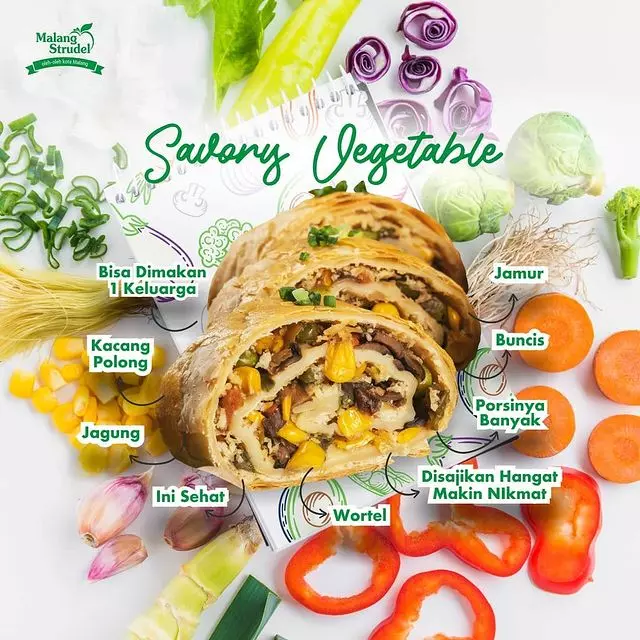 Malang
Strudel
oleh-oleh kota Malang
Savory Vegetable
Bisa Dimakan
1 Keluarga
Kacang
Polong
Jagung
Ini Sehat
Wortel
Disajikan Hangat
Makin NIkmat
Porsinya
Banyak
Buncis
Jamur